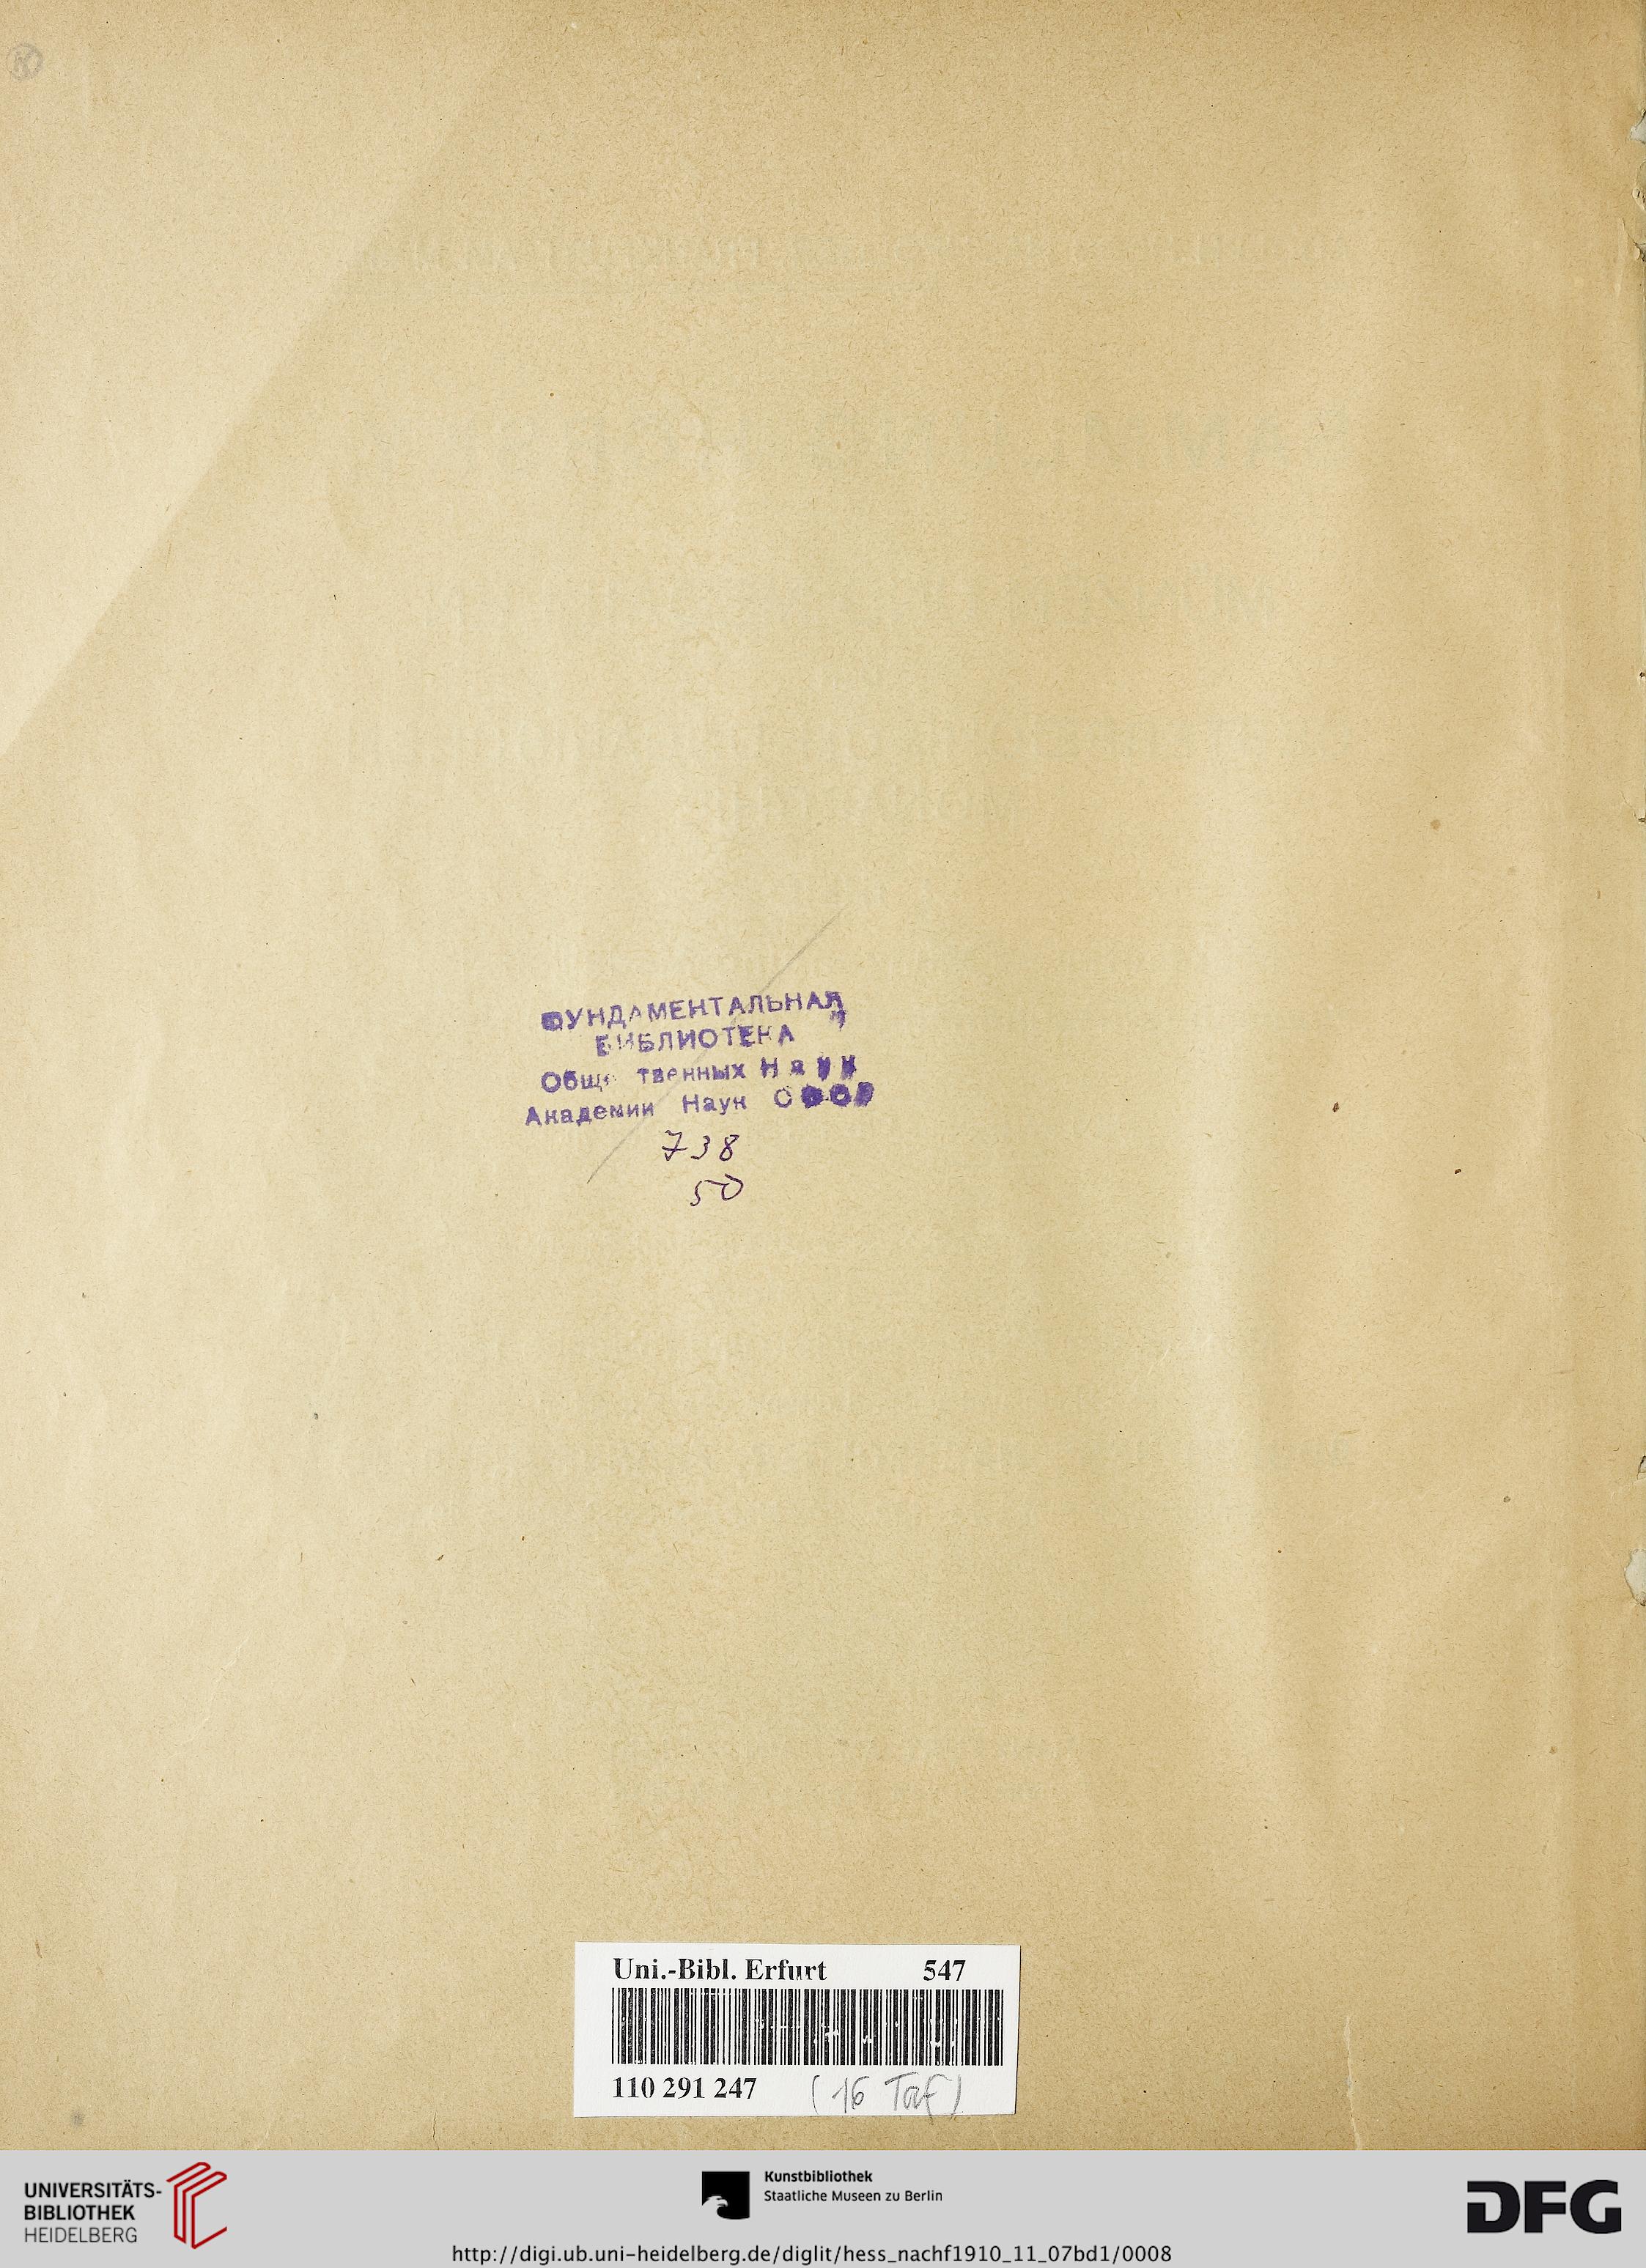 ФУНДАМЕНТАЛЬНАЯ
БИБЛИОТЕКА
Общественных Наук
Академии Наук СССР
738
50
Uni.-Bibl. Erfurt 547
110 291 247 (16 Taf)
UNIVERSITÄTS-
BIBLIOTHEK
HEIDELBERG
Kunstbibliothek
Staatliche Museen zu Berlin
DFG
http://digi.ub.uni-heidelberg.de/diglit/hess_nachf1910_11_07bd1/0008